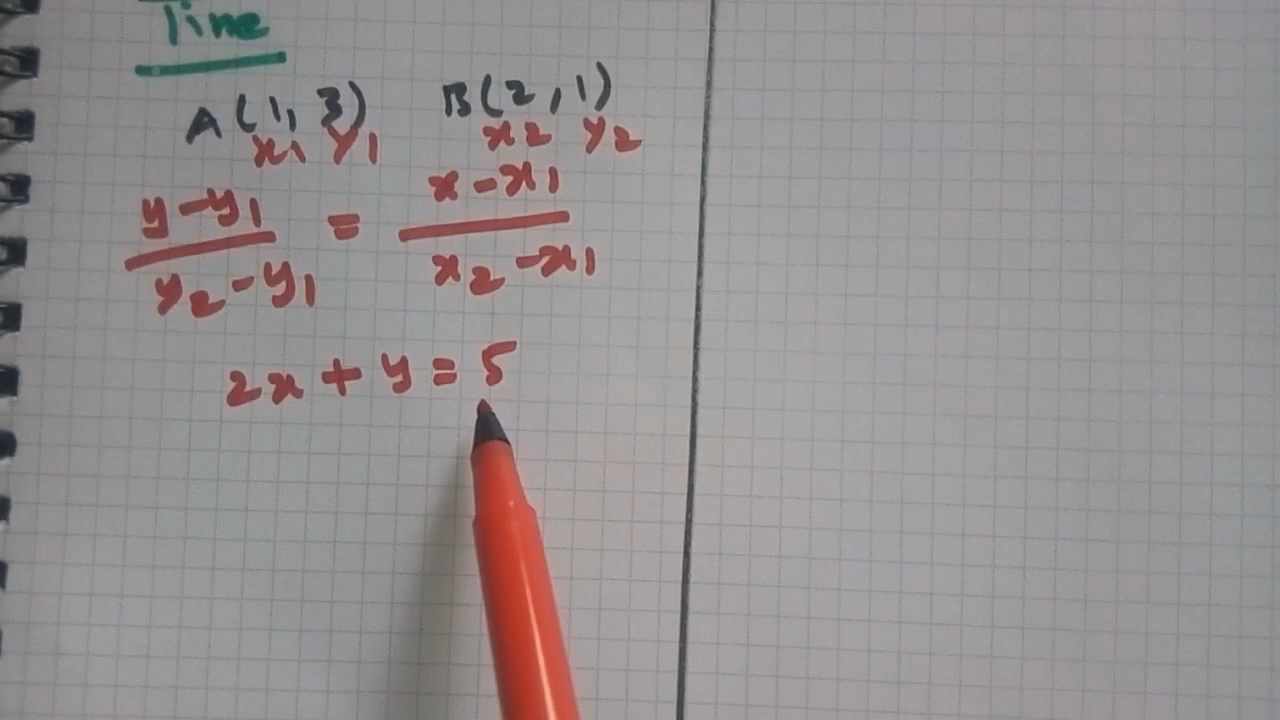 line
A(1, 3) B(2, 1)
x1 y1 x2 y2
y-y1 = x-x1
y2-y1 x2-x1
2x + y = 5